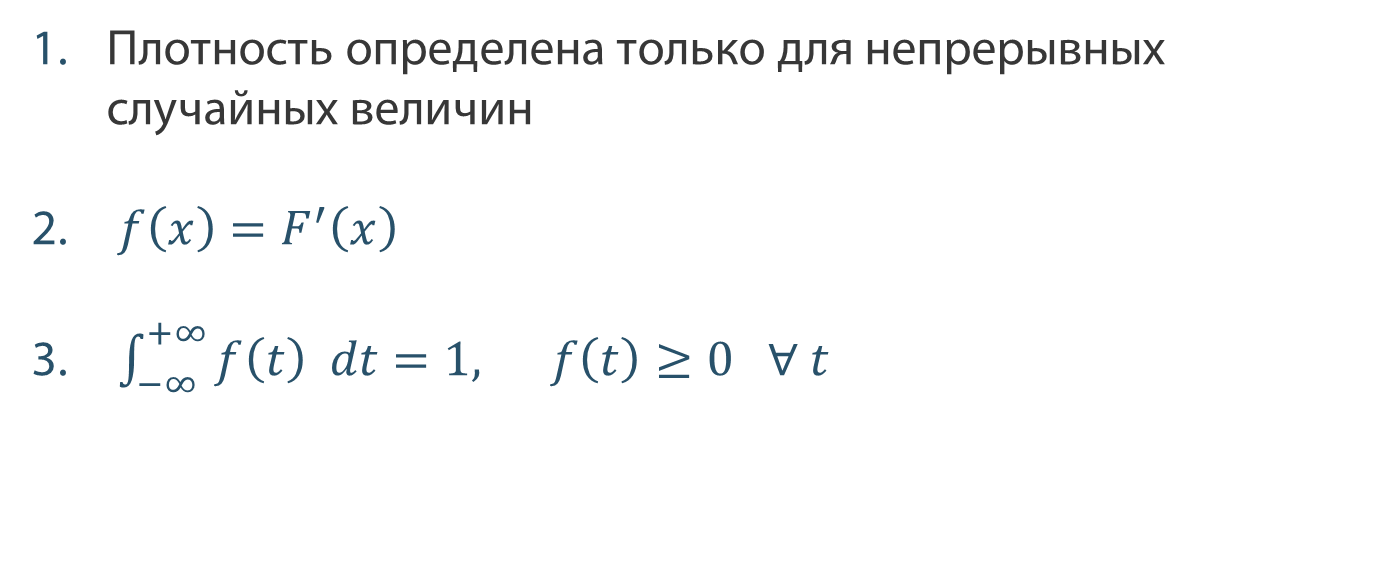 1. Плотность определена только для непрерывных
случайных величин
2. f(x) = F′(x)
3. ∫_{−∞}^{+∞} f(t) dt = 1, f(t) ≥ 0 ∀ t